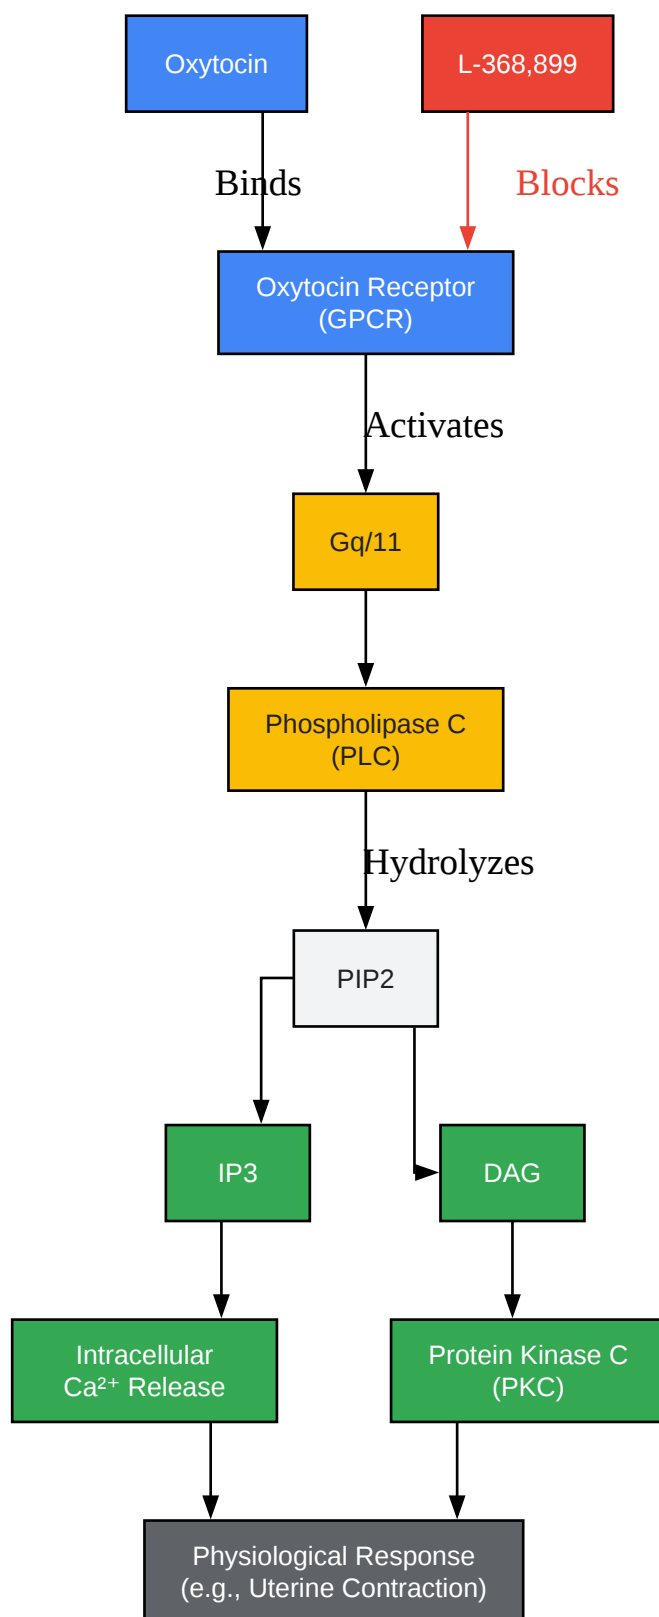 Oxytocin
L-368,899
Binds
Blocks
Oxytocin Receptor
(GPCR)
Activates
Gq/11
Phospholipase C
(PLC)
Hydrolyzes
PIP2
IP3
DAG
Intracellular
Ca²⁺ Release
Protein Kinase C
(PKC)
Physiological Response
(e.g., Uterine Contraction)